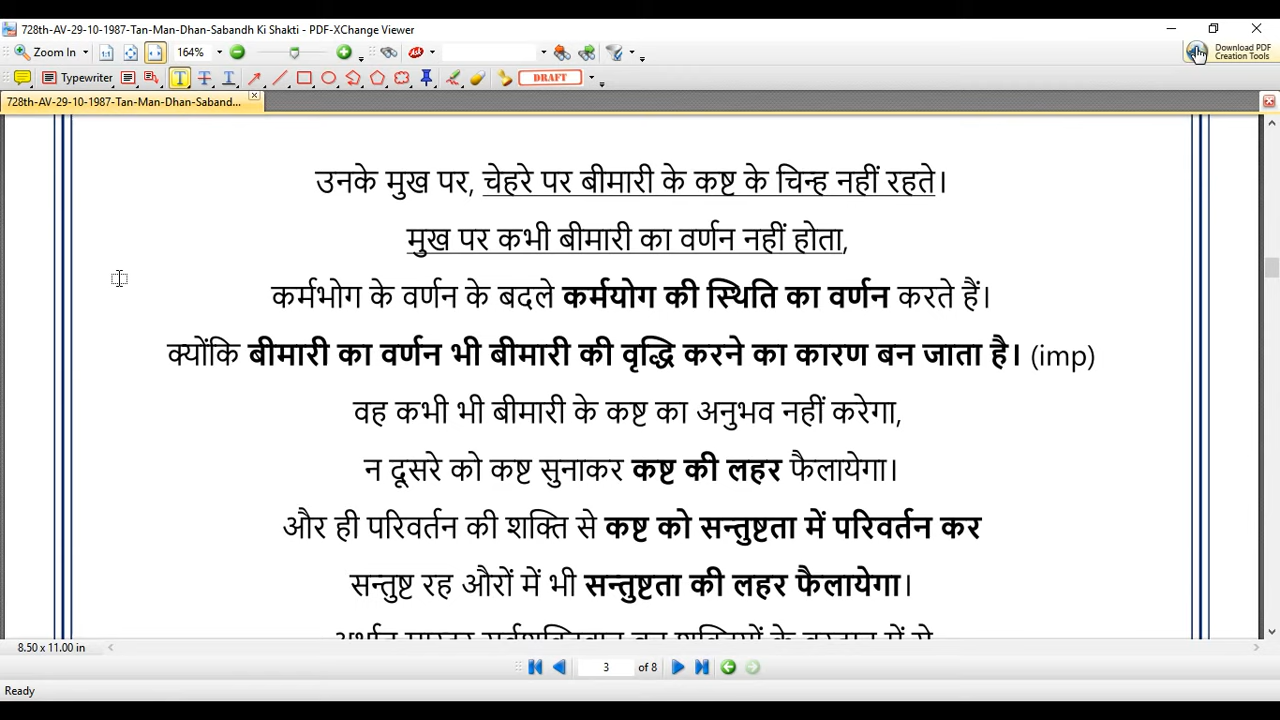 728th-AV-29-10-1987-Tan-Man-Dhan-Sabandh Ki Shakti - PDF-XChange Viewer
Zoom In
164%
Download PDF
Creation Tools
Typewriter
DRAFT
728th-AV-29-10-1987-Tan-Man-Dhan-Saband...
उनके मुख पर, चेहरे पर बीमारी के कष्ट के चिन्ह नहीं रहते।
मुख पर कभी बीमारी का वर्णन नहीं होता,
कर्मभोग के वर्णन के बदले कर्मयोग की स्थिति का वर्णन करते हैं।
क्योंकि बीमारी का वर्णन भी बीमारी की वृद्धि करने का कारण बन जाता है। (imp)
वह कभी भी बीमारी के कष्ट का अनुभव नहीं करेगा,
न दूसरे को कष्ट सुनाकर कष्ट की लहर फैलायेगा।
और ही परिवर्तन की शक्ति से कष्ट को सन्तुष्टता में परिवर्तन कर
सन्तुष्ट रह औरों में भी सन्तुष्टता की लहर फैलायेगा।
8.50 x 11.00 in
3
of 8
Ready